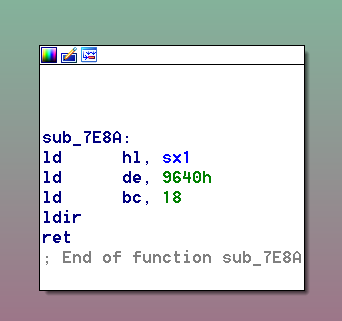 sub_7E8A:
ld hl, sx1
ld de, 9640h
ld bc, 18
ldir
ret
; End of function sub_7E8A